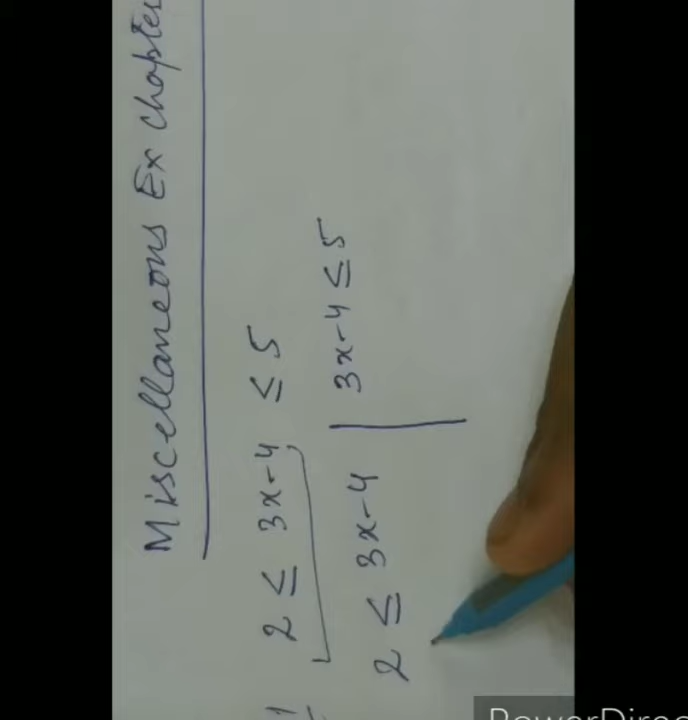 Miscellaneous Ex Chapter
1
2 ≤ 3x-4 ≤ 5
2 ≤ 3x-4 | 3x-4 ≤ 5